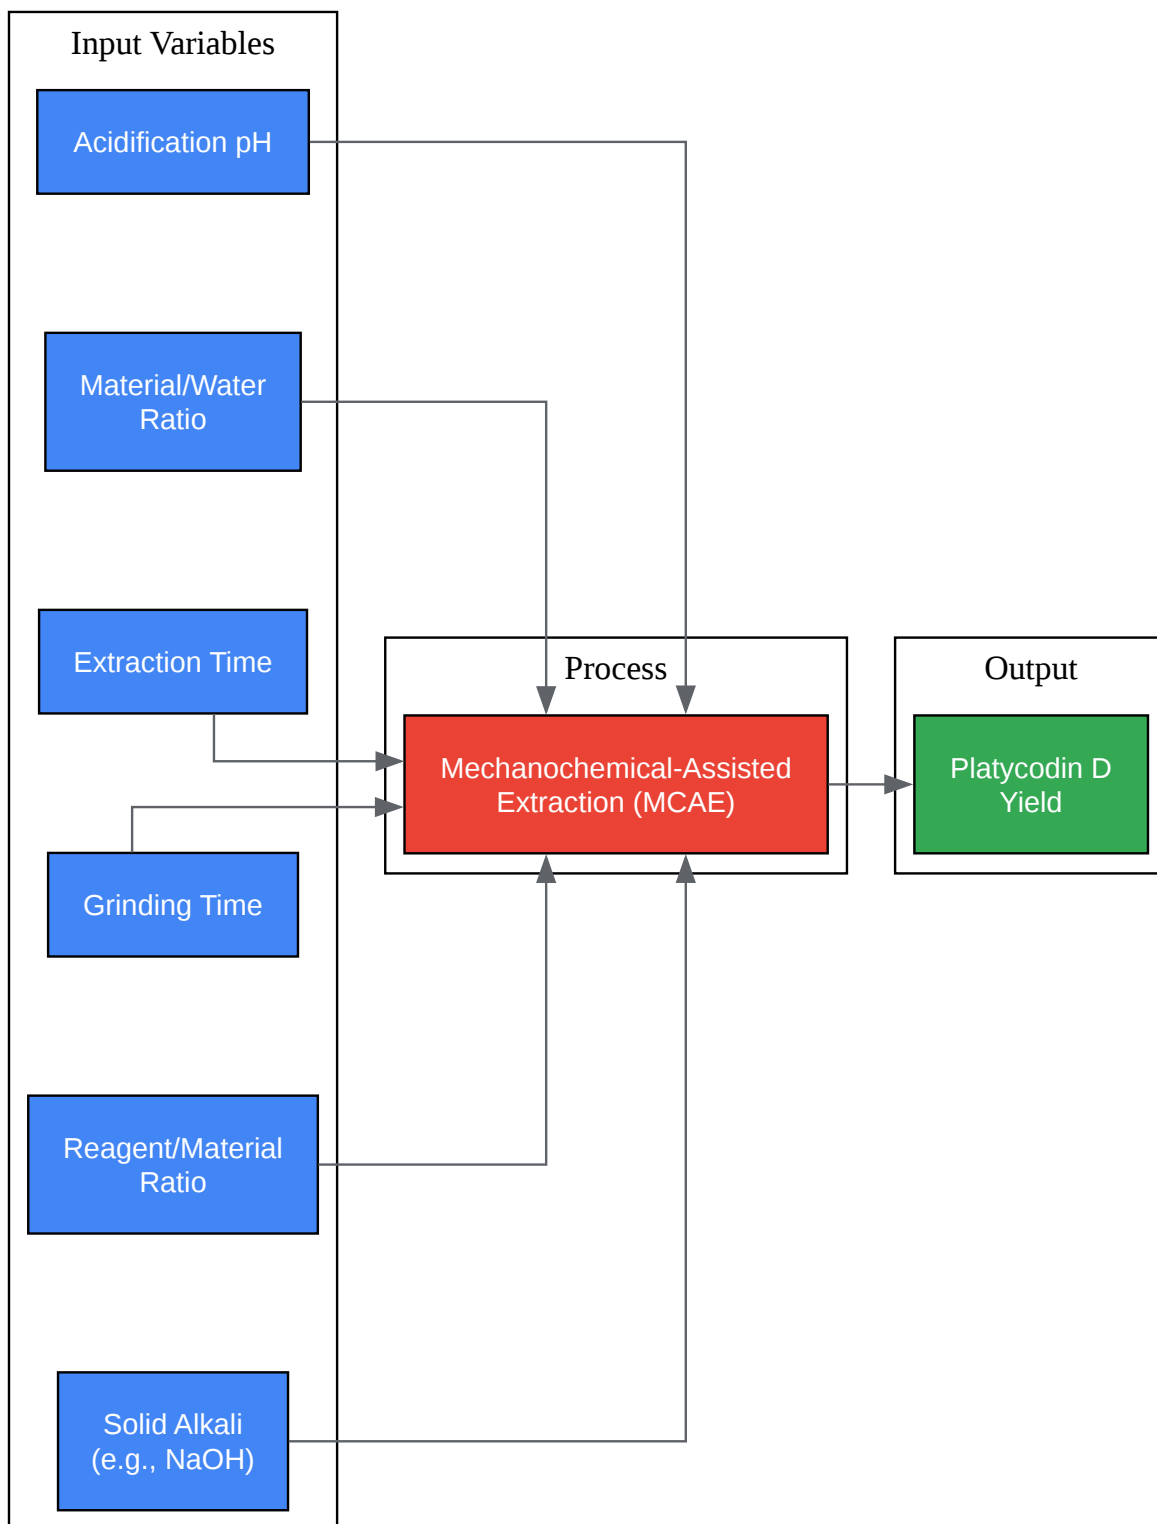 Input Variables
Acidification pH
Material/Water
Ratio
Extraction Time
Grinding Time
Reagent/Material
Ratio
Solid Alkali
(e.g., NaOH)
Process
Mechanochemical-Assisted
Extraction (MCAE)
Output
Platycodin D
Yield